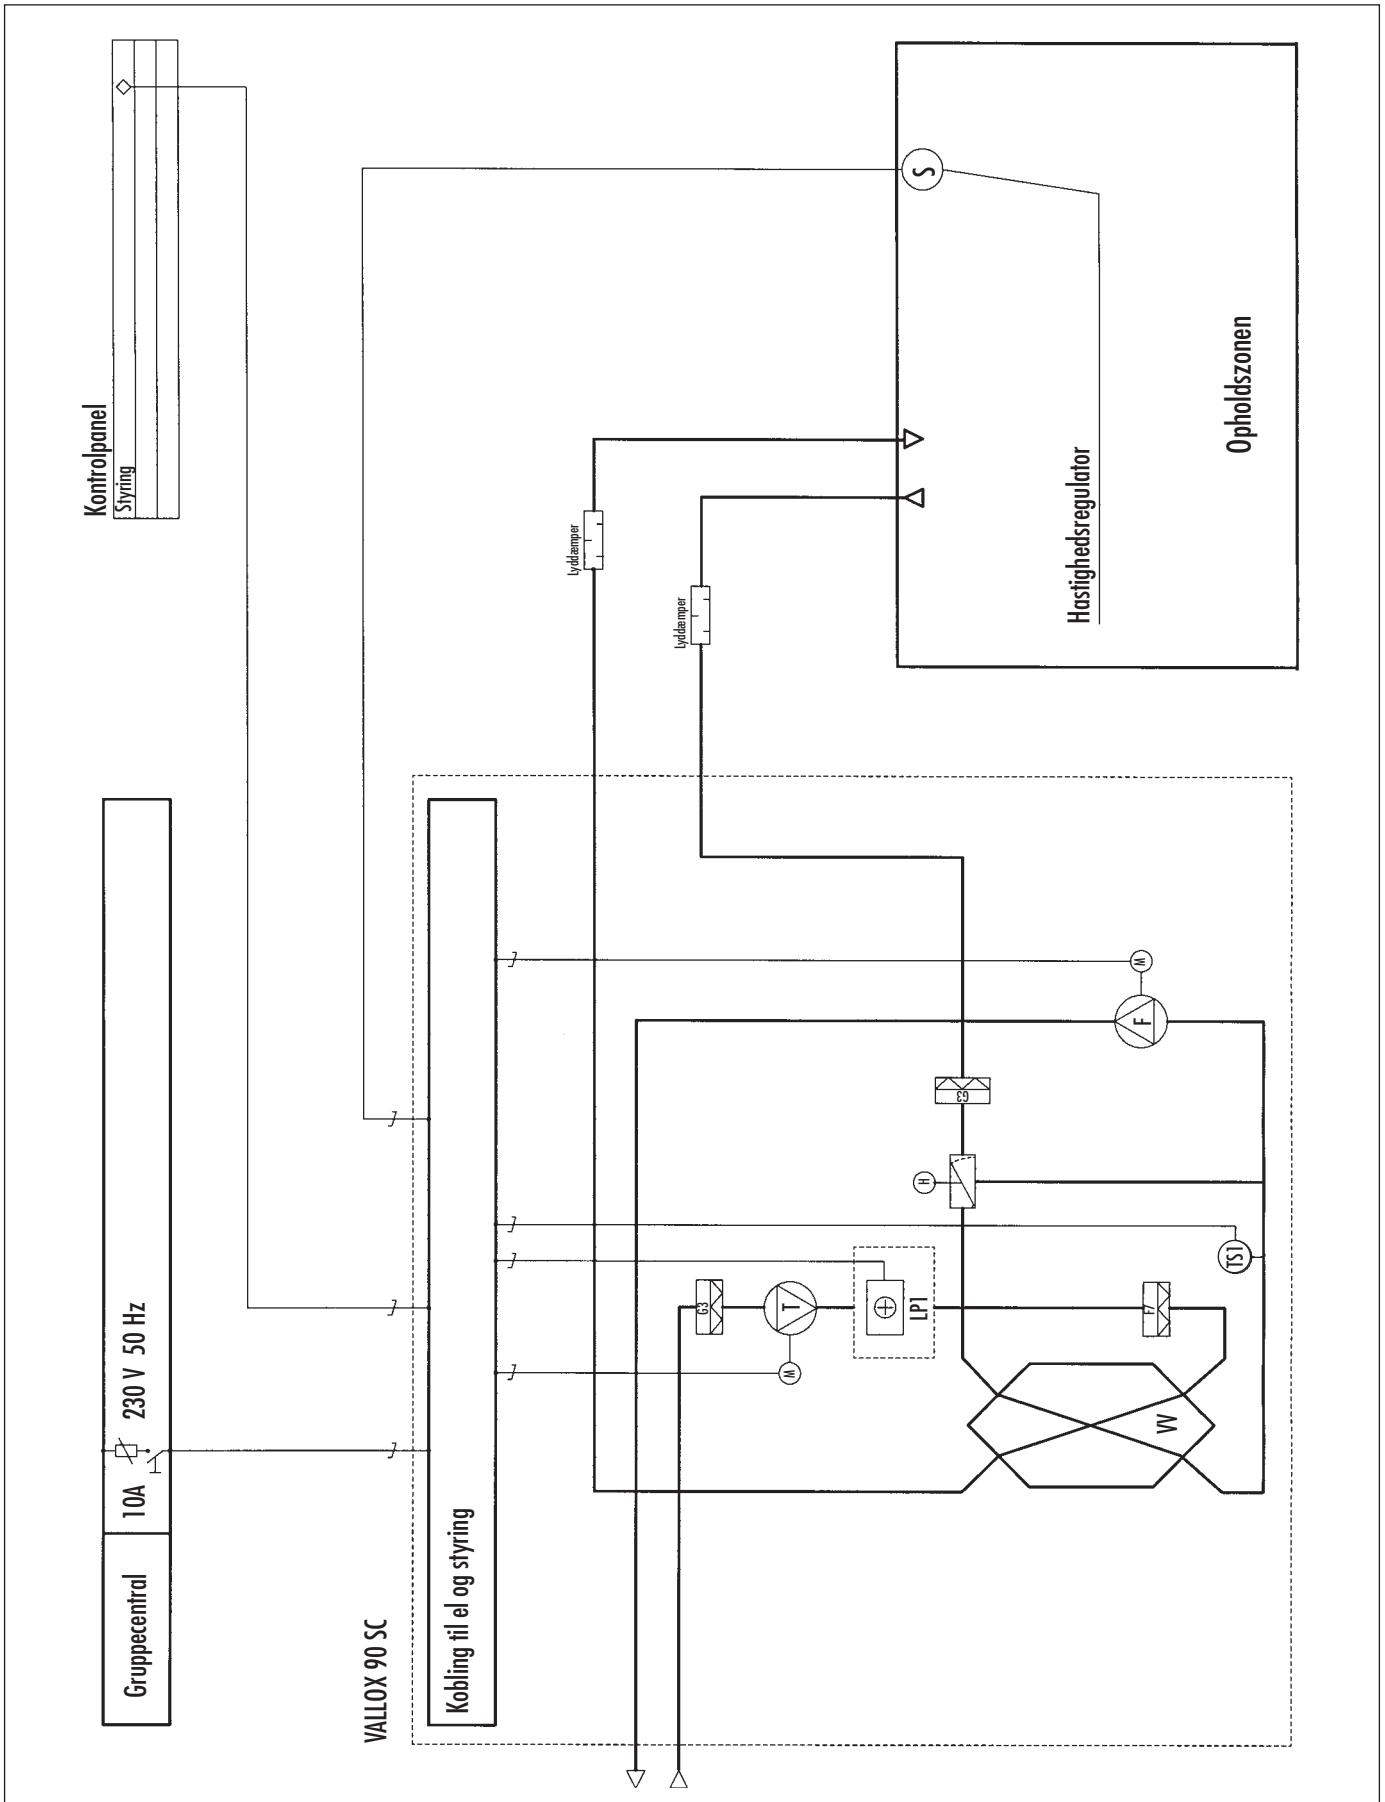 Kontrolpanel
Styring
Gruppecentral
10A 230 V 50 Hz
VALLOX 90 SC
Kobling til el og styring
Lyddæmper
Lyddæmper
S
Hastighedsregulator
Opholdszonen
M
F
G3
H
TS1
G3
T
M
LP1
F7
VV